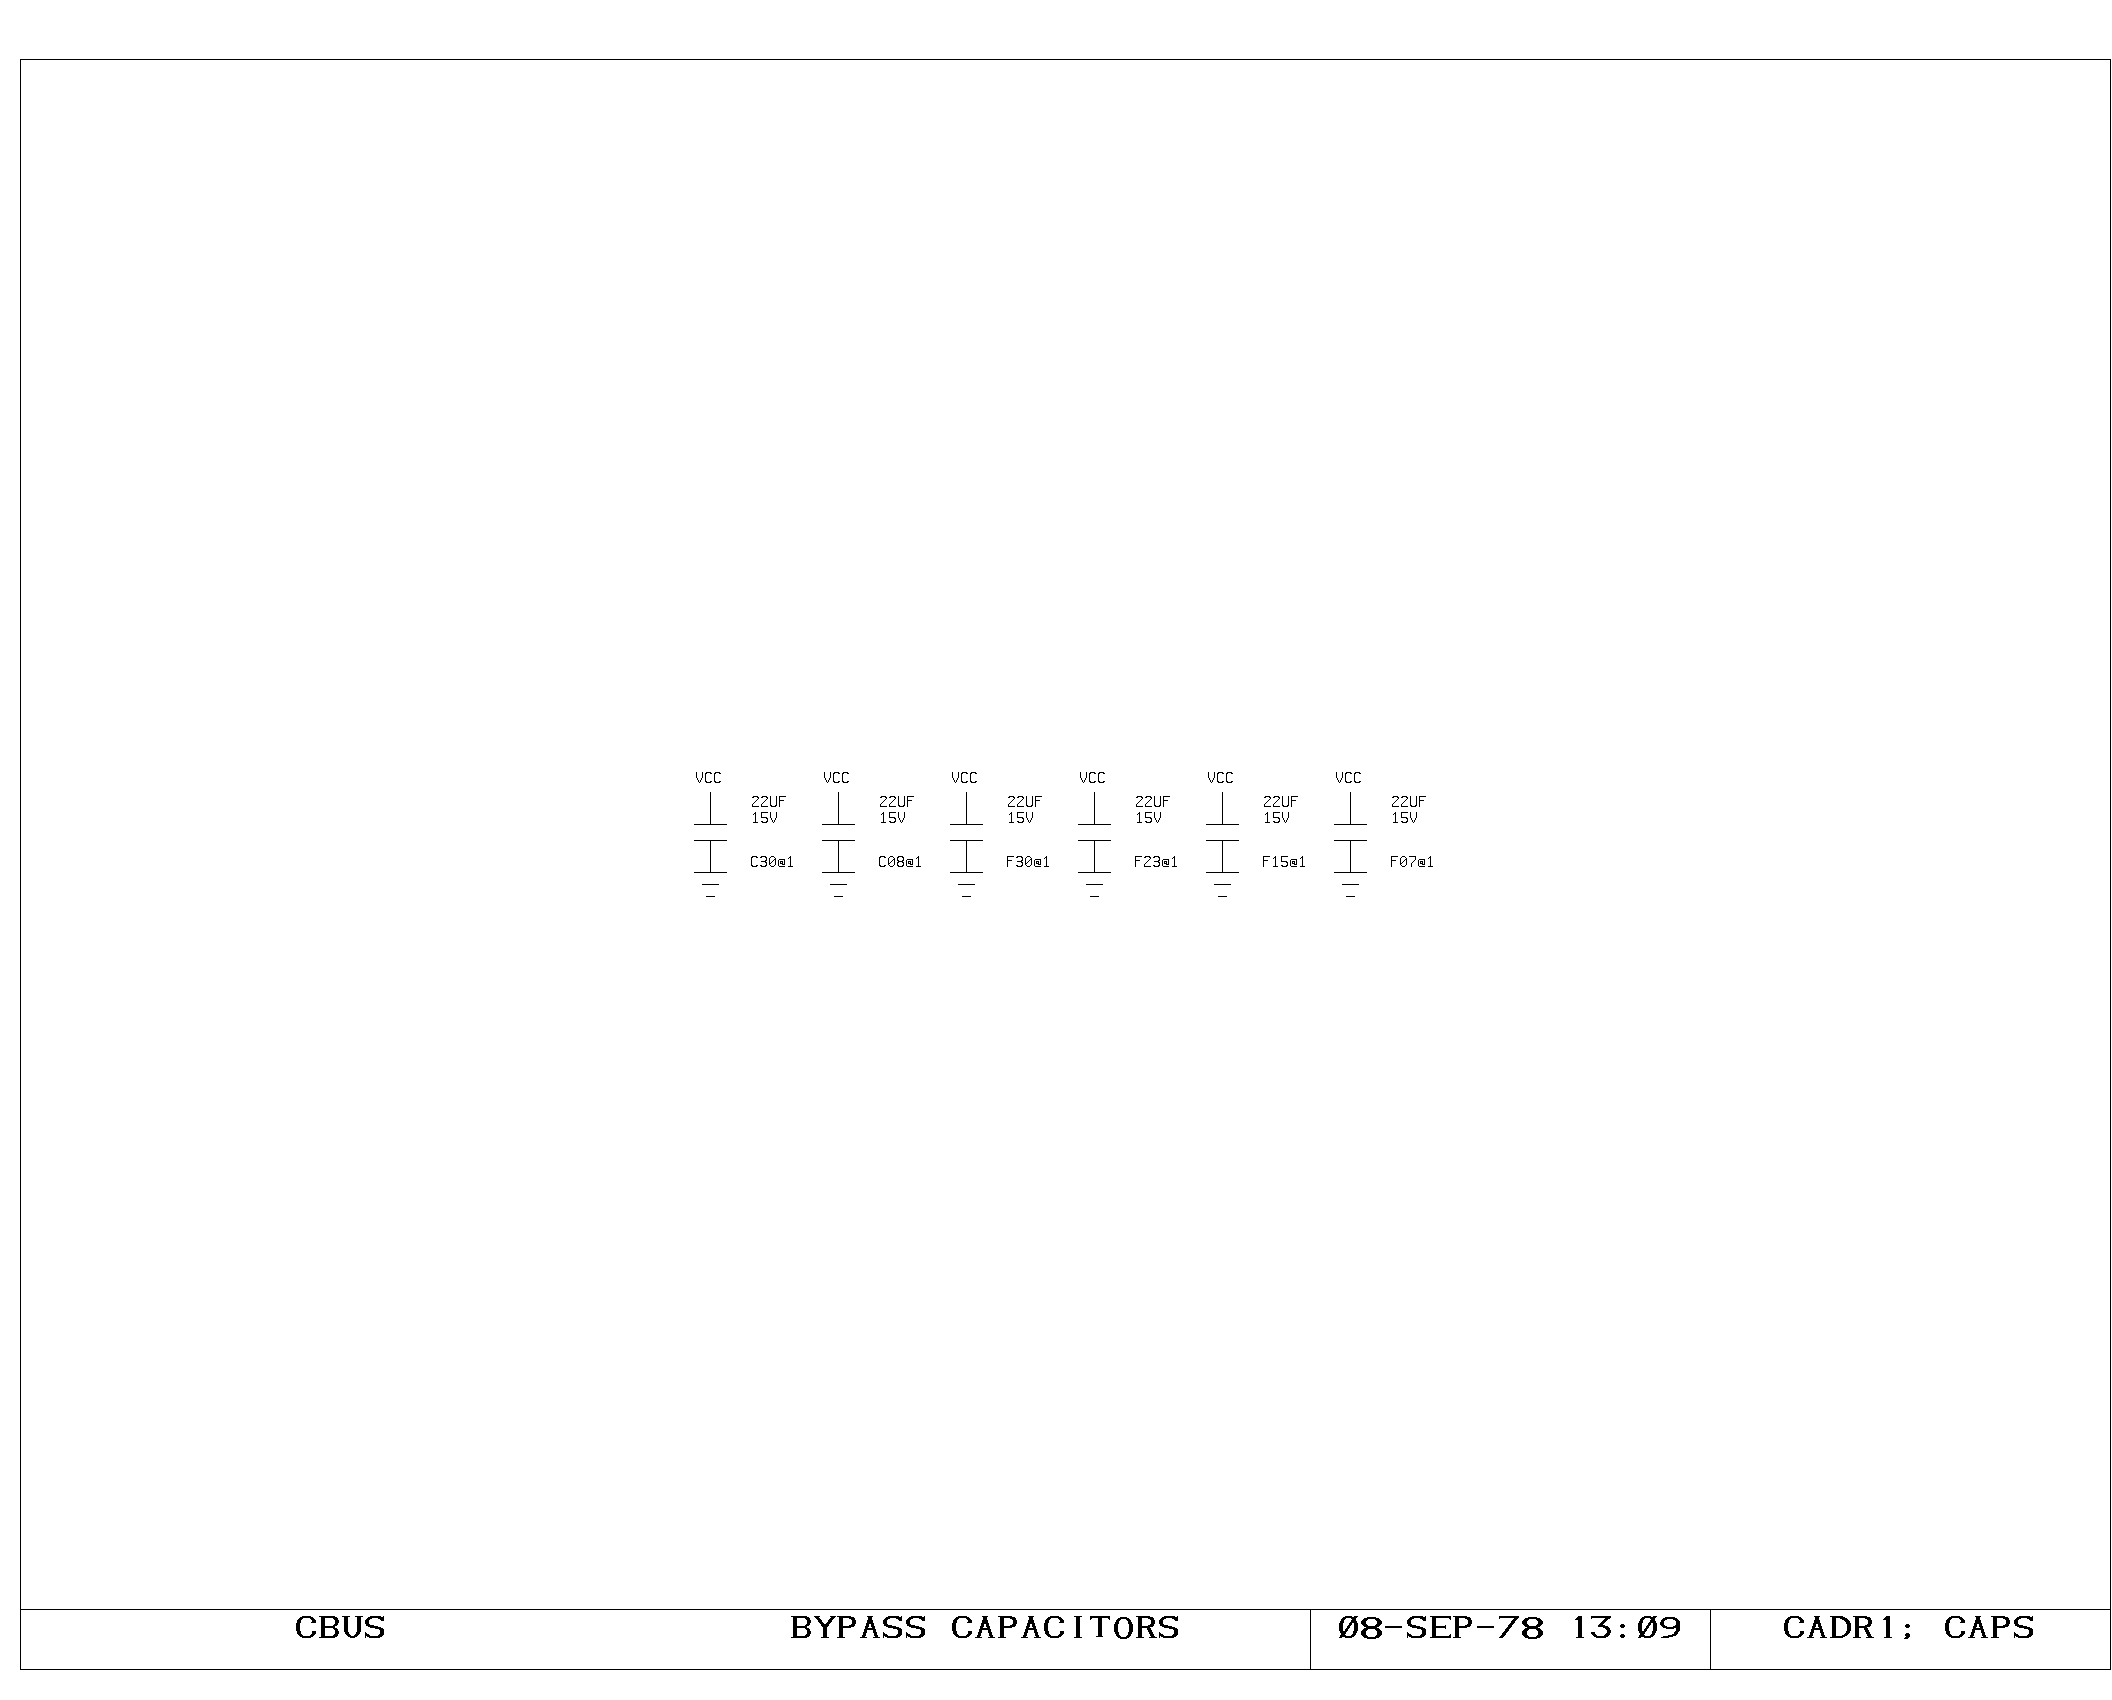 VCC VCC VCC VCC VCC VCC
22UF 22UF 22UF 22UF 22UF 22UF
15V 15V 15V 15V 15V 15V
C30@1 C08@1 F30@1 F23@1 F15@1 F07@1
CBUS BYPASS CAPACITORS 08-SEP-78 13:09 CADR1; CAPS